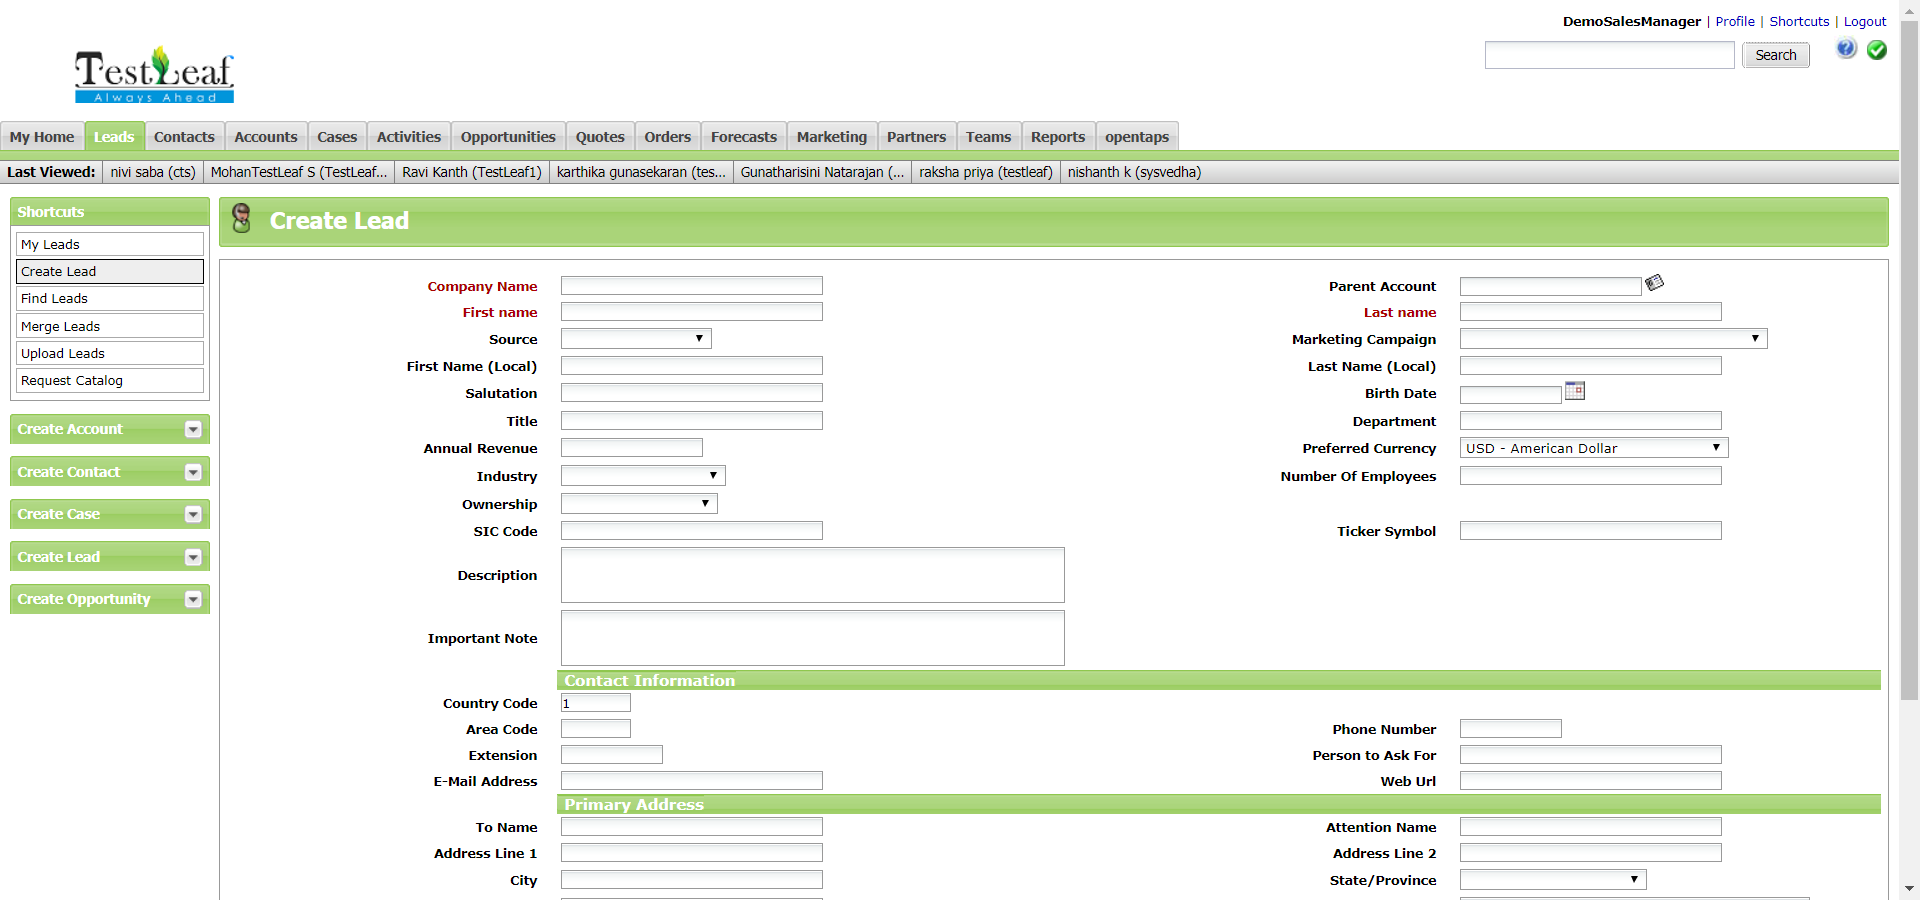 DemoSalesManager | Profile | Shortcuts | Logout
Search
TestLeaf
Always Ahead
My Home Leads Contacts Accounts Cases Activities Opportunities Quotes Orders Forecasts Marketing Partners Teams Reports opentaps
Last Viewed: nivi saba (cts) MohanTestLeaf S (TestLeaf... Ravi Kanth (TestLeaf1) karthika gunasekaran (tes... Gunatharisini Natarajan (... raksha priya (testleaf) nishanth k (sysvedha)
Shortcuts
My Leads
Create Lead
Find Leads
Merge Leads
Upload Leads
Request Catalog
Create Account
Create Contact
Create Case
Create Lead
Create Opportunity
Create Lead
Company Name Parent Account
First name Last name
Source Marketing Campaign
First Name (Local) Last Name (Local)
Salutation Birth Date
Title Department
Annual Revenue Preferred Currency USD - American Dollar
Industry Number Of Employees
Ownership
SIC Code Ticker Symbol
Description
Important Note
Contact Information
Country Code 1
Area Code Phone Number
Extension Person to Ask For
E-Mail Address Web Url
Primary Address
To Name Attention Name
Address Line 1 Address Line 2
City State/Province